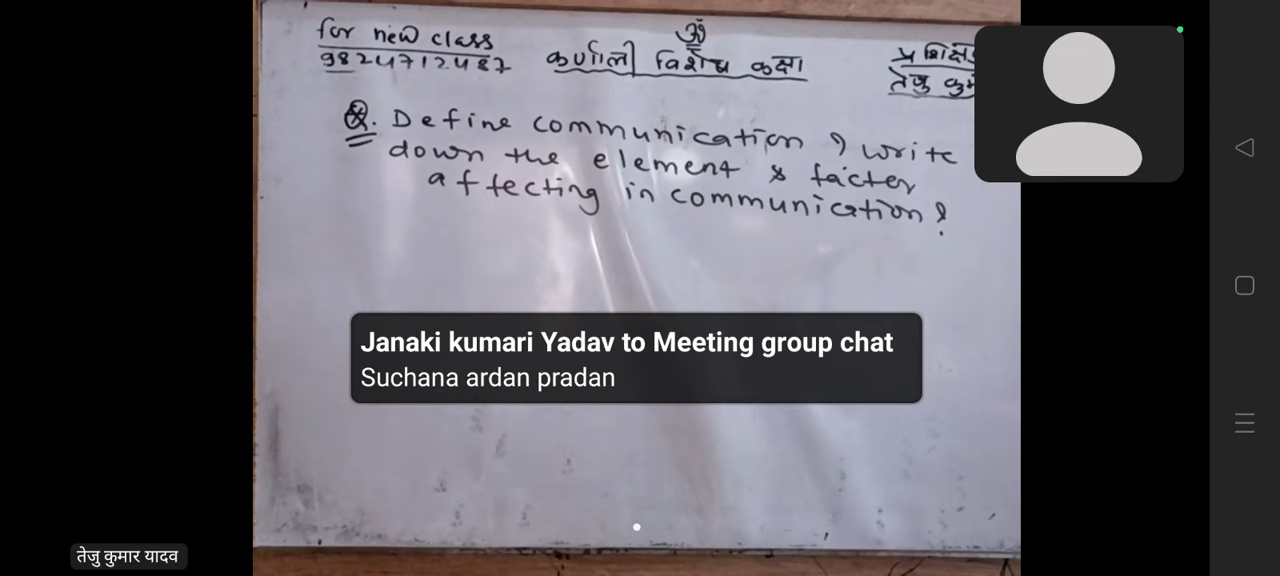 for new class
9824712487
ॐ
कर्णाली विशेष कक्षा
तेजु
Q. Define communication, write
down the element & facter
affecting in communication?
Janaki kumari Yadav to Meeting group chat
Suchana ardan pradan
तेजु कुमार यादव